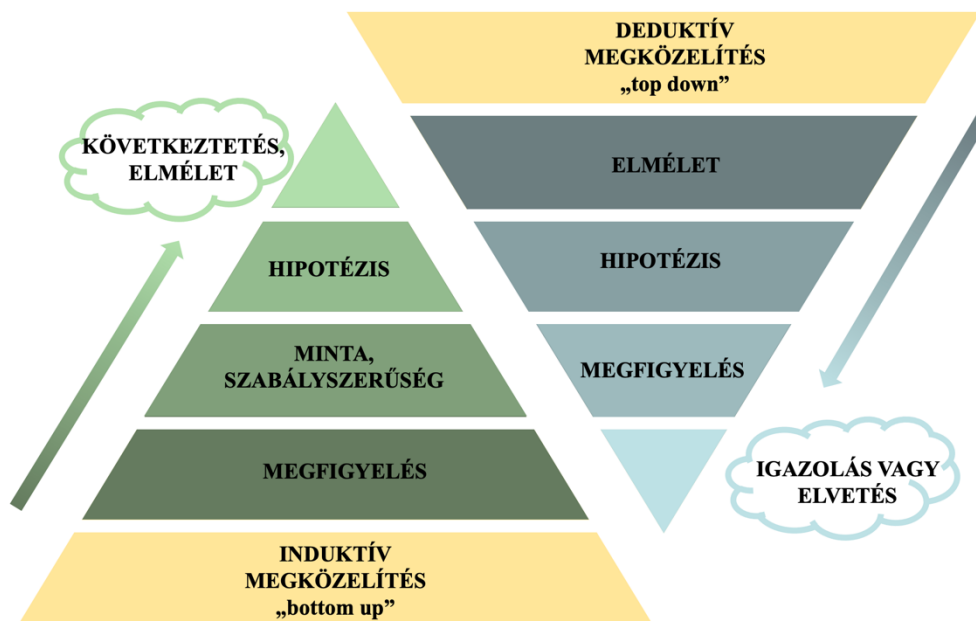 DEDUKTÍV
MEGKÖZELÍTÉS
„top down”
KÖVETKEZTETÉS,
ELMÉLET
ELMÉLET
HIPOTÉZIS
HIPOTÉZIS
MINTA,
SZABÁLYSZERŰSÉG
MEGFIGYELÉS
MEGFIGYELÉS
IGAZOLÁS VAGY
ELVETÉS
INDUKTÍV
MEGKÖZELÍTÉS
„bottom up”